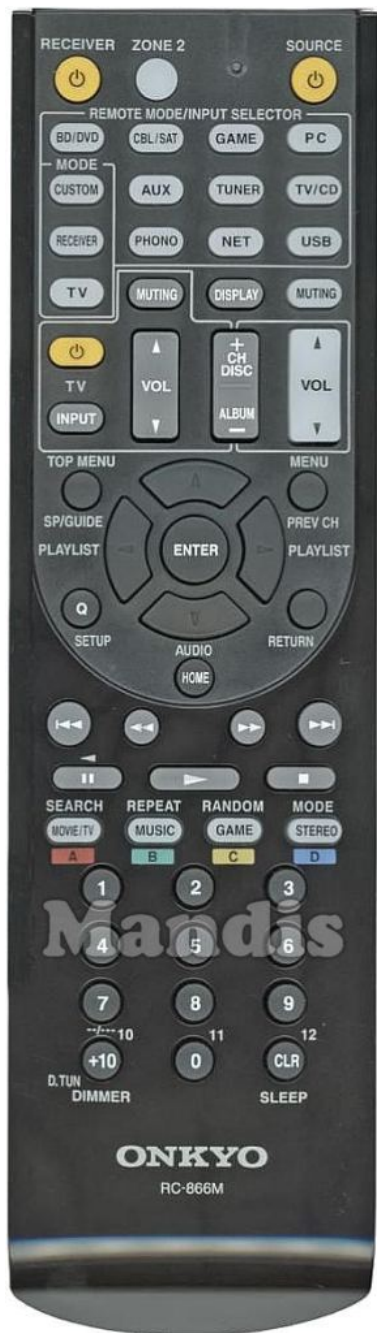 RECEIVER ZONE 2 SOURCE
REMOTE MODE/INPUT SELECTOR
BD/DVD CBL/SAT GAME PC
MODE
CUSTOM AUX TUNER TV/CD
RECEIVER PHONO NET USB
TV MUTING DISPLAY MUTING
+
CH
DISC
TV VOL VOL
INPUT ALBUM
-
TOP MENU MENU
SP/GUIDE PREV CH
PLAYLIST ENTER PLAYLIST
Q
SETUP AUDIO RETURN
HOME
SEARCH REPEAT RANDOM MODE
MOVIE/TV MUSIC GAME STEREO
A B C D
1 2 3
Mandis
4 5 6
7 8 9
--/--- 10 11 12
+10 0 CLR
D.TUN
DIMMER SLEEP
ONKYO
RC-866M